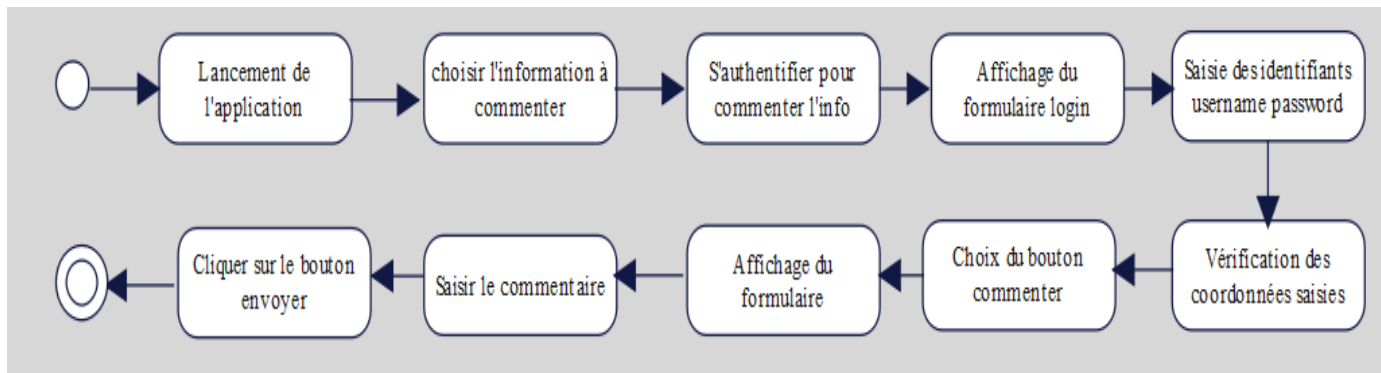 Lancement de
l'application
choisir l'information à
commenter
S'authentifier pour
commenter l'info
Affichage du
formulaire login
Saisie des identifiants
username password
Vérification des
coordonnées saisies
Choix du bouton
commenter
Affichage du
formulaire
Saisir le commentaire
Cliquer sur le bouton
envoyer